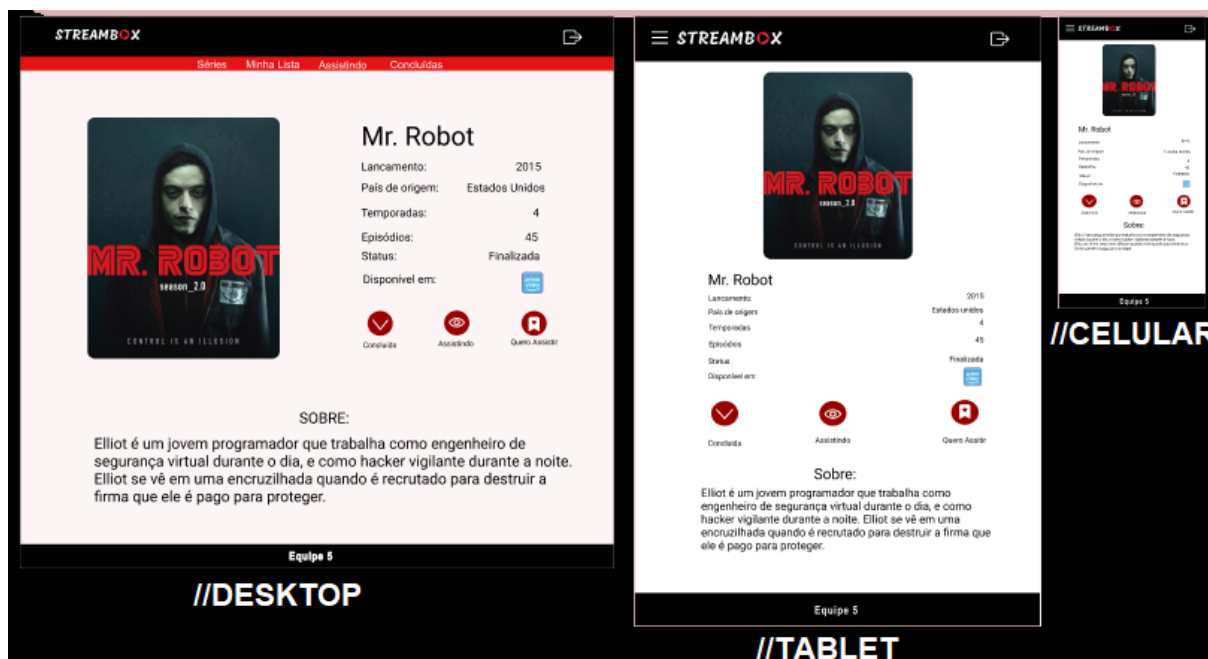 STREAMBOX
Séries Minha Lista Assistindo Concluídas
MR. ROBOT
season_2.0
CONTROL IS AN ILLUSION
Mr. Robot
Lancamento: 2015
País de origem: Estados Unidos
Temporadas: 4
Episódios: 45
Status: Finalizada
Disponível em:
prime video
Concluída Assistindo Quero Assistir
SOBRE:
Elliot é um jovem programador que trabalha como engenheiro de
segurança virtual durante o dia, e como hacker vigilante durante a noite.
Elliot se vê em uma encruzilhada quando é recrutado para destruir a
firma que ele é pago para proteger.
Equipe 5
//DESKTOP
STREAMBOX
MR. ROBOT
season_2.0
CONTROL IS AN ILLUSION
Mr. Robot
Lancamento: 2015
País de origem Estados unidos
Temporadas 4
Episódios 45
Status Finalizada
Disponível em:
prime video
Concluída Assistindo Quero Assitir
Sobre:
Elliot é um jovem programador que trabalha como
engenheiro de segurança virtual durante o dia, e como
hacker vigilante durante a noite. Elliot se vê em uma
encruzilhada quando é recrutado para destruir a firma que
ele é pago para proteger.
Equipe 5
//TABLET
STREAMBOX
MR. ROBOT
Mr. Robot
Sobre:
Equipe 5
//CELULAR